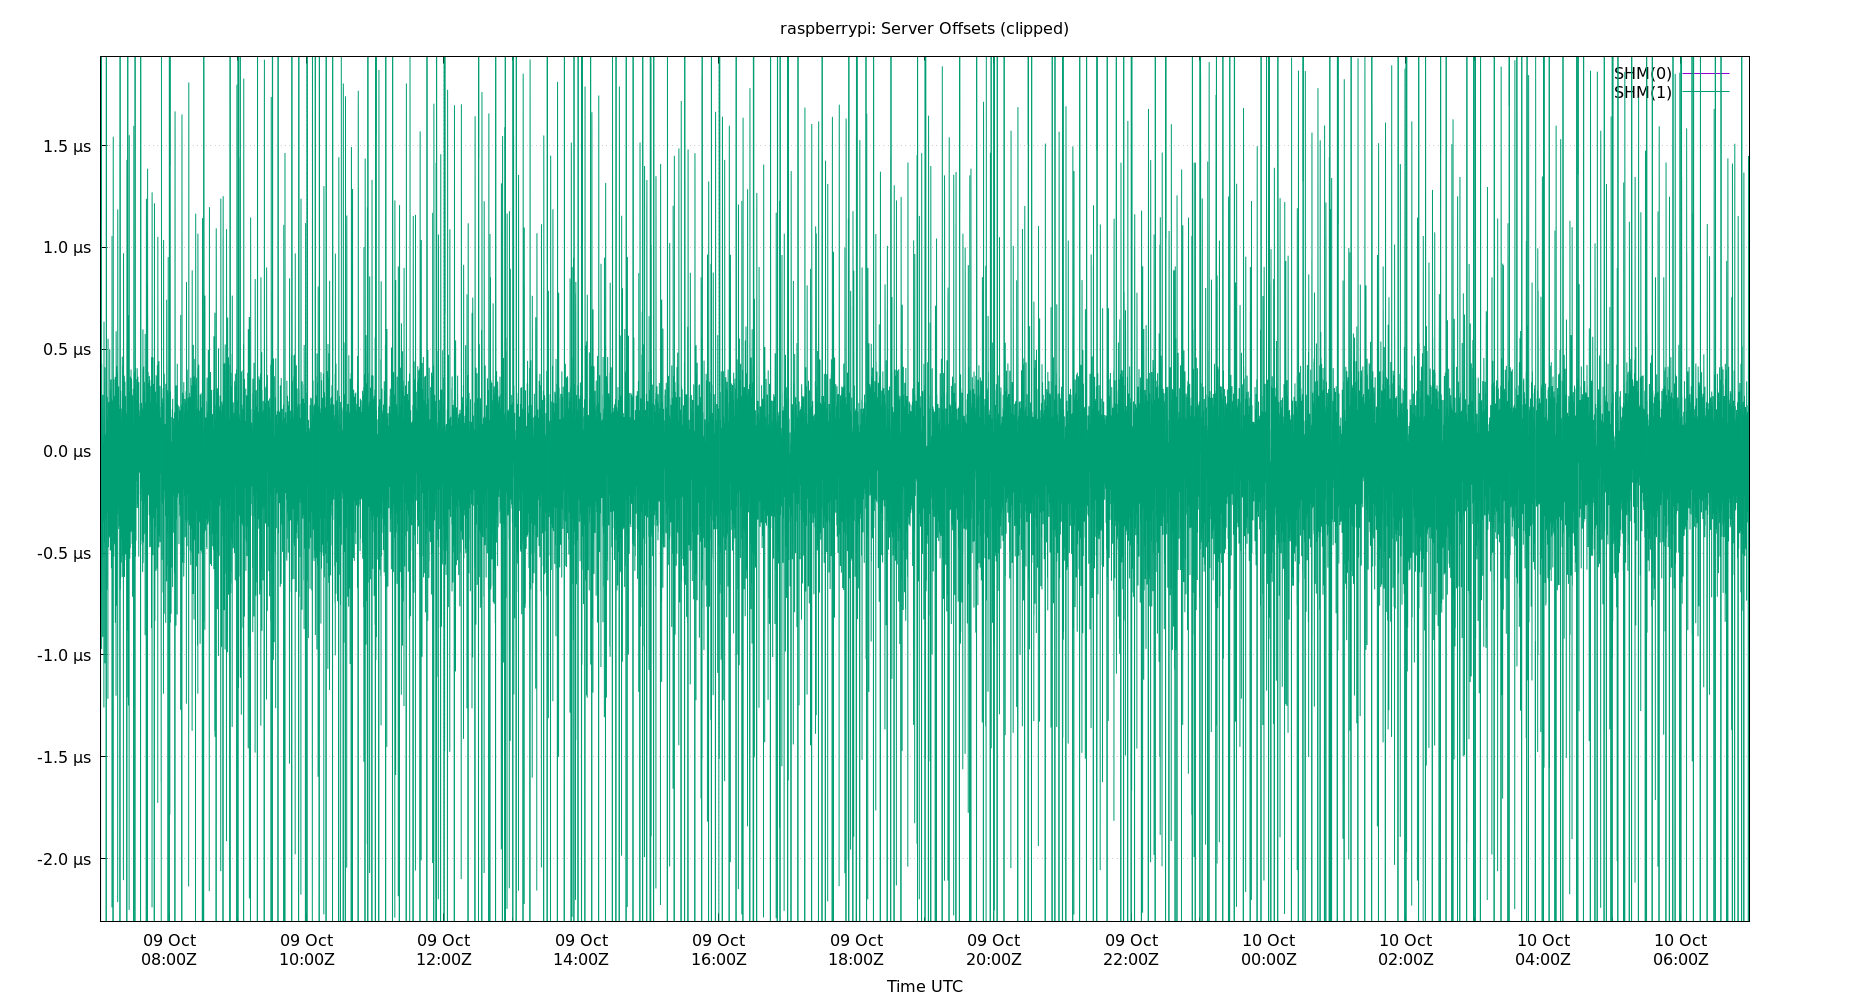 raspberrypi: Server Offsets (clipped)
SHM(0)
SHM(1)
1.5 µs
1.0 µs
0.5 µs
0.0 µs
-0.5 µs
-1.0 µs
-1.5 µs
-2.0 µs
09 Oct 09 Oct 09 Oct 09 Oct 09 Oct 09 Oct 09 Oct 09 Oct 10 Oct 10 Oct 10 Oct 10 Oct
08:00Z 10:00Z 12:00Z 14:00Z 16:00Z 18:00Z 20:00Z 22:00Z 00:00Z 02:00Z 04:00Z 06:00Z
Time UTC